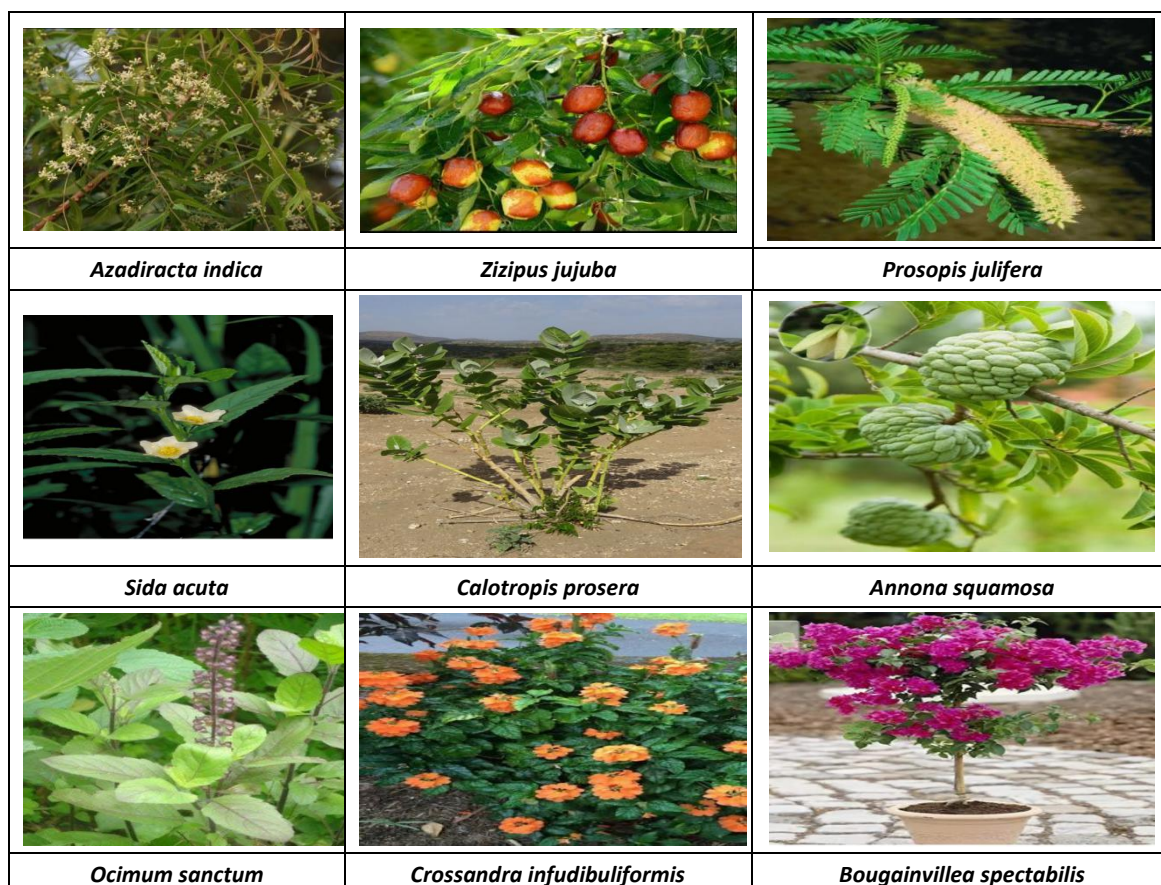 Azadiracta indica
Zizipus jujuba
Prosopis julifera
Sida acuta
Calotropis prosera
Annona squamosa
Ocimum sanctum
Crossandra infudibuliformis
Bougainvillea spectabilis